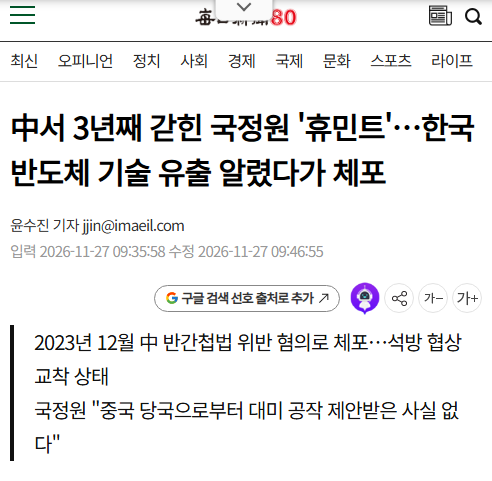 80
최신 오피니언 정치 사회 경제 국제 문화 스포츠 라이프
中서 3년째 갇힌 국정원 '휴민트'…한국
반도체 기술 유출 알렸다가 체포
윤수진 기자 jjin@imaeil.com
입력 2026-11-27 09:35:58 수정 2026-11-27 09:46:55
구글 검색 선호 출처로 추가
가- 가+
2023년 12월 中 반간첩법 위반 혐의로 체포…석방 협상
교착 상태
국정원 "중국 당국으로부터 대미 공작 제안받은 사실 없
다"